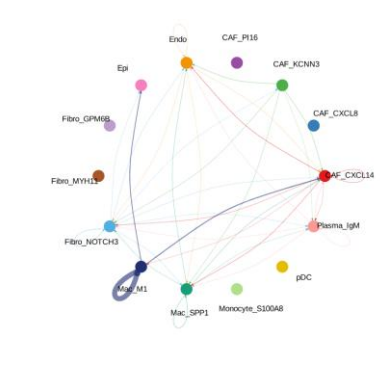 Endo
CAF_PI16
Epi
CAF_KCNN3
Fibro_GPM6B
CAF_CXCL8
Fibro_MYH11
CAF_CXCL14
Fibro_NOTCH3
Plasma_IgM
Mac_M1
pDC
Mac_SPP1
Monocyte_S100A8